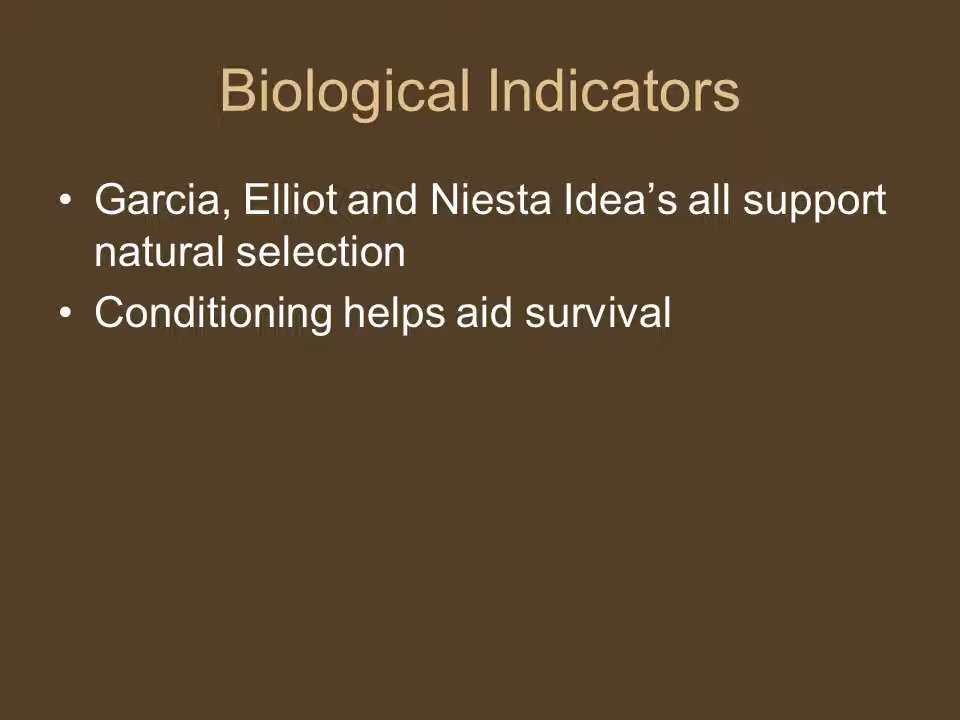 Biological Indicators
• Garcia, Elliot and Niesta Idea’s all support
natural selection
• Conditioning helps aid survival